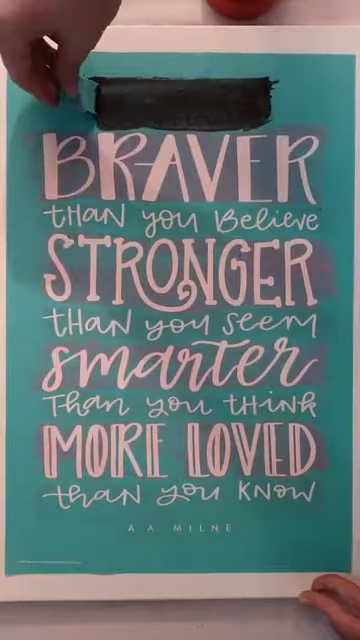 BRAVER
than you Believe
STRONGER
than you seem
smarter
Than you think
MORE LOVED
than you know
A.A. MILNE